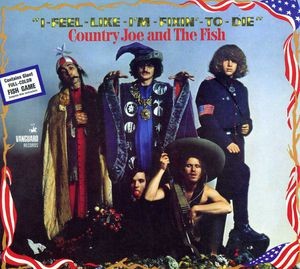 "I-FEEL-LIKE-I'M-FIXIN'-TO-DIE"
Country Joe and The Fish
Contains Giant
FULL-COLOR
FISH GAME
VANGUARD
RECORDS